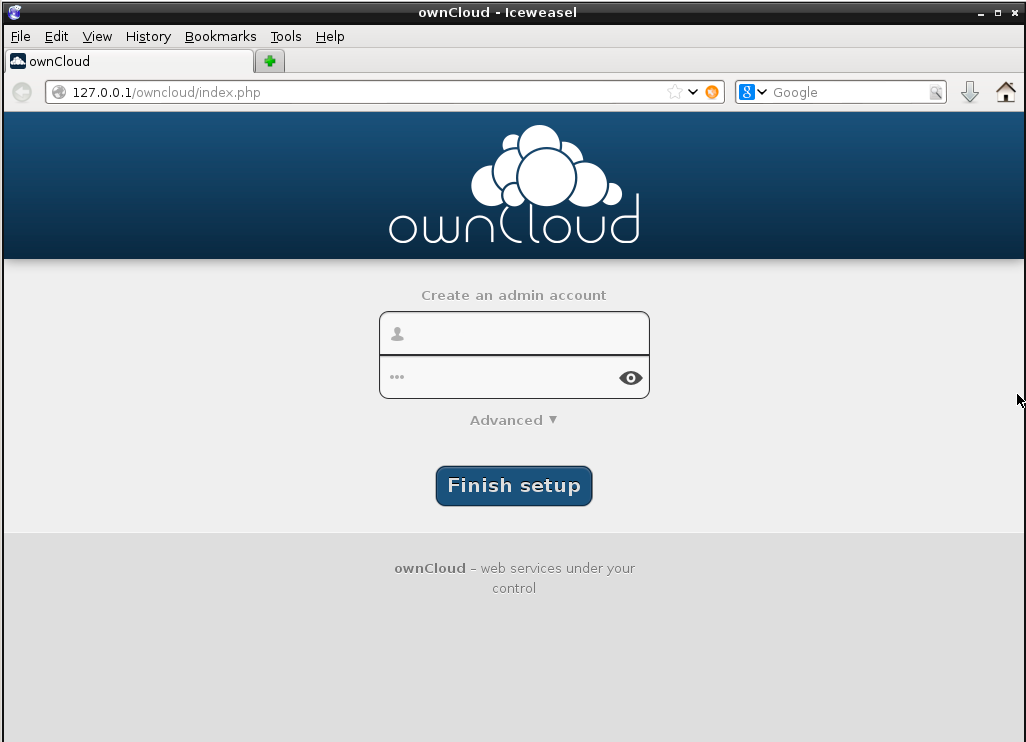 ownCloud - Iceweasel
File Edit View History Bookmarks Tools Help
ownCloud
127.0.0.1/owncloud/index.php
8 Google
ownCloud
Create an admin account
Advanced ▼
Finish setup
ownCloud – web services under your
control